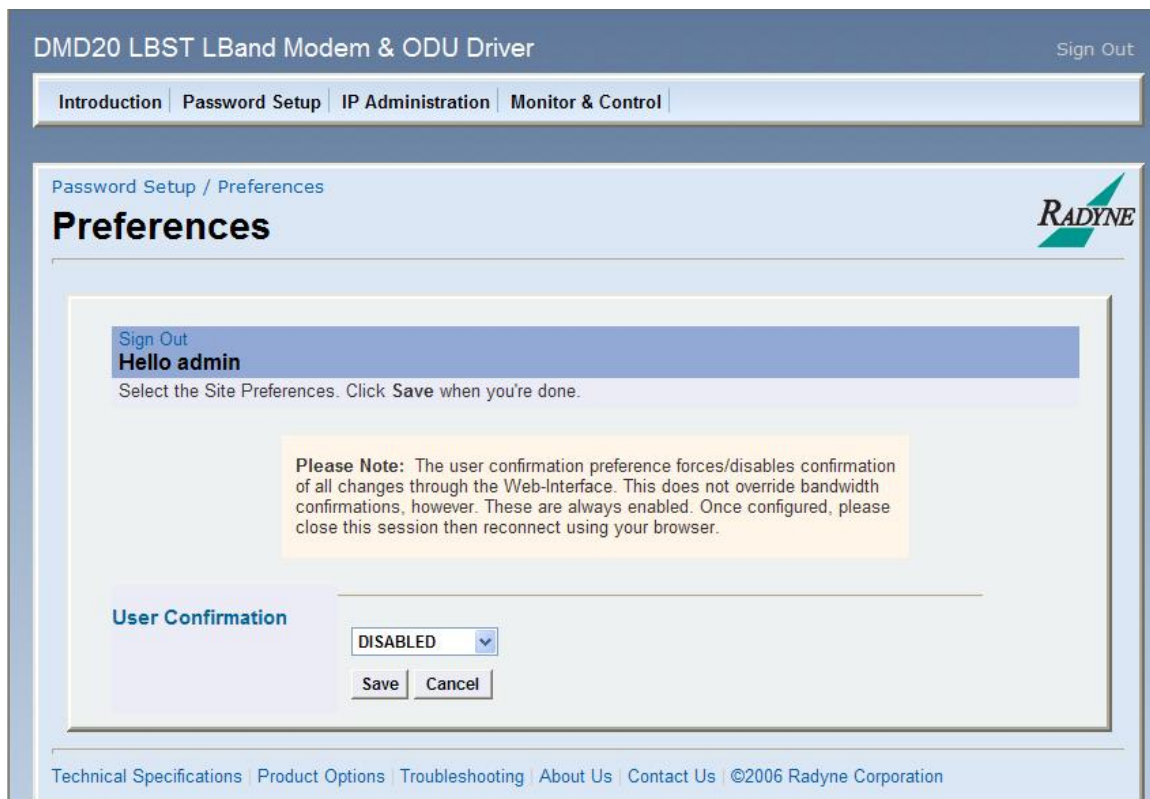 DMD20 LBST LBand Modem & ODU Driver
Sign Out
Introduction Password Setup IP Administration Monitor & Control
Password Setup / Preferences
Preferences
RADYNE
Sign Out
Hello admin
Select the Site Preferences. Click Save when you're done.
Please Note: The user confirmation preference forces/disables confirmation
of all changes through the Web-Interface. This does not override bandwidth
confirmations, however. These are always enabled. Once configured, please
close this session then reconnect using your browser.
User Confirmation
DISABLED
Save Cancel
Technical Specifications | Product Options | Troubleshooting | About Us | Contact Us | ©2006 Radyne Corporation